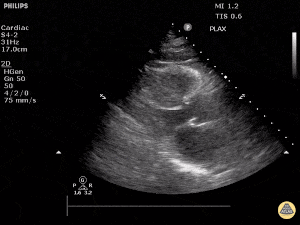 PHILIPS
MI 1.2
TIS 0.6
Cardiac
S4-2
31Hz
17.0cm
PLAX
2D
HGen
Gn 50
50
4/2/0
75 mm/s
P
G
P R
1.6 3.2